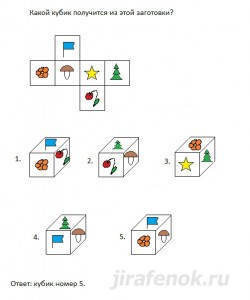 Какой кубик получится из этой заготовки?
1.
2.
3.
4.
5.
Ответ: кубик номер 5.
jirafenok.ru